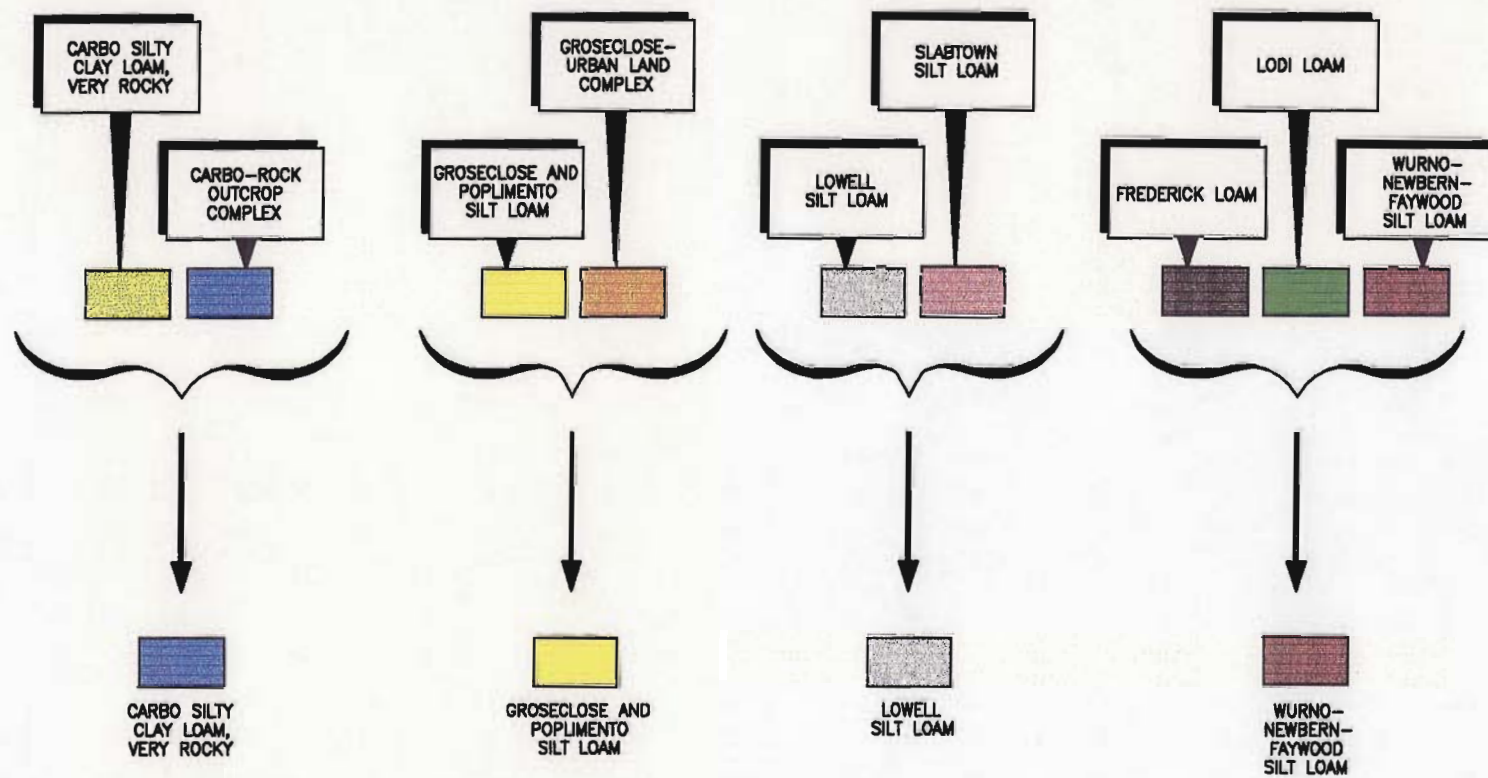 CARBO SILTY
CLAY LOAM,
VERY ROCKY
CARBO-ROCK
OUTCROP
COMPLEX
GROSECLOSE-
URBAN LAND
COMPLEX
GROSECLOSE AND
POPLIMENTO
SILT LOAM
SLABTOWN
SILT LOAM
LOWELL
SILT LOAM
LODI LOAM
FREDERICK LOAM
WURNO-
NEWBERN-
FAYWOOD
SILT LOAM
CARBO SILTY
CLAY LOAM,
VERY ROCKY
GROSECLOSE AND
POPLIMENTO
SILT LOAM
LOWELL
SILT LOAM
WURNO-
NEWBERN-
FAYWOOD
SILT LOAM